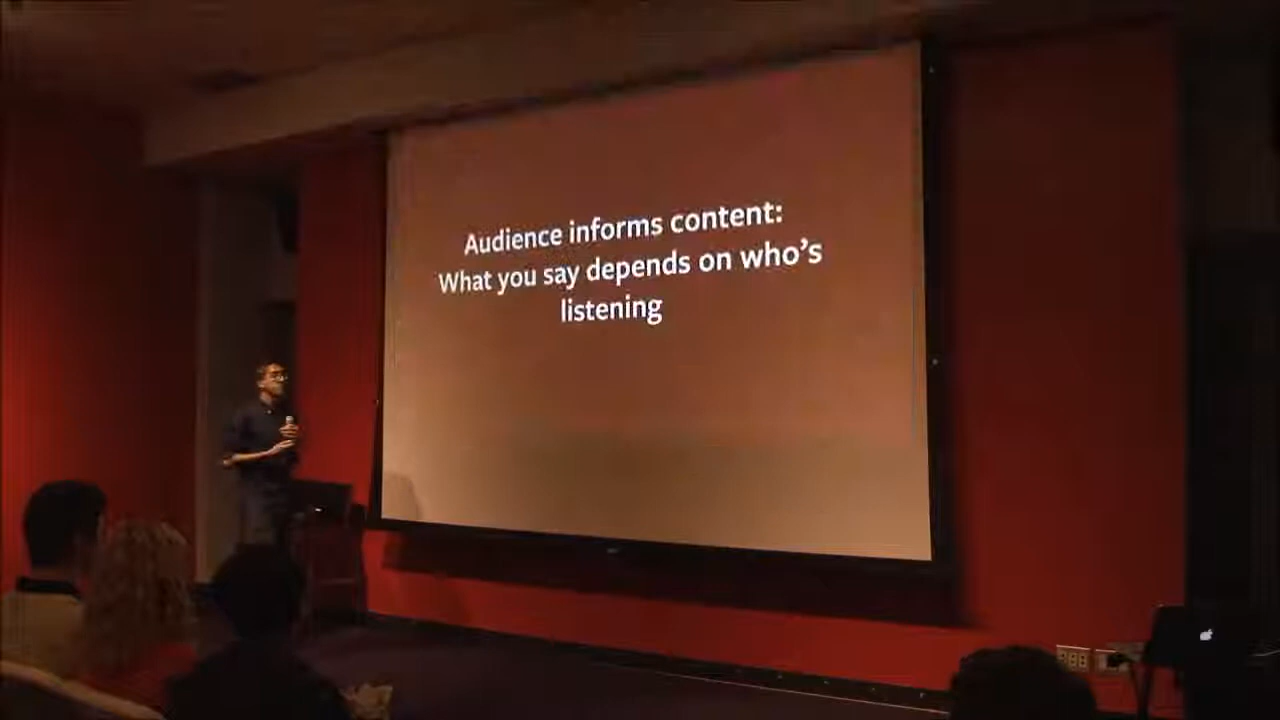 Audience informs content:
What you say depends on who's
listening